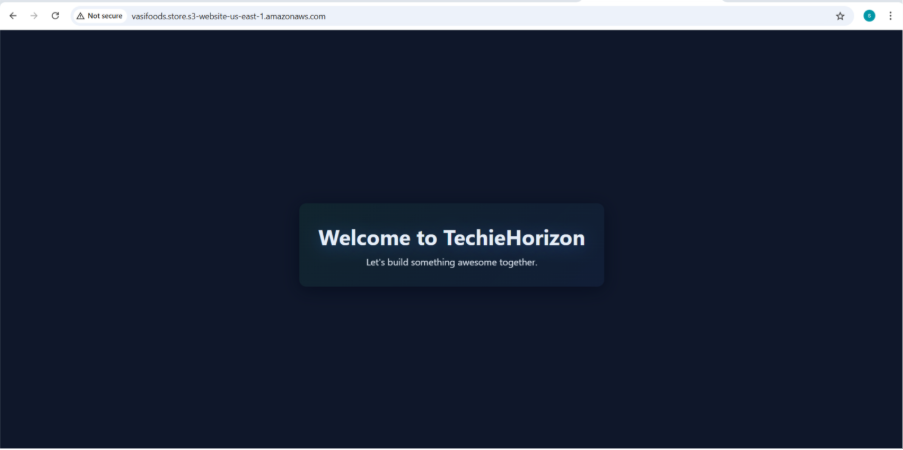 Not secure
vasifoods.store.s3-website-us-east-1.amazonaws.com
Welcome to TechieHorizon
Let's build something awesome together.